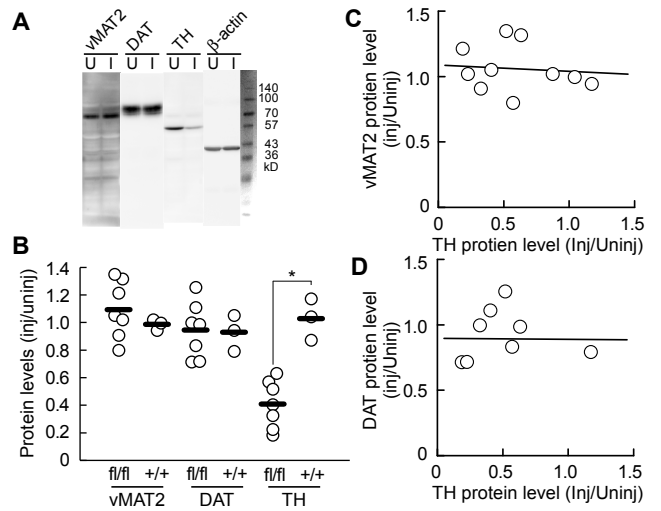 A
vMAT2 DAT TH β-actin
U I U I U I U I
140
100
70
57
43
36
kD
B
Protein levels (inj/uninj)
1.4
1.2
1.0
0.8
0.6
0.4
0.2
0
*
fl/fl +/+ fl/fl +/+ fl/fl +/+
vMAT2 DAT TH
C
vMAT2 protien level
(inj/Uninj)
1.5
1.0
0.5
0
0 0.5 1.0 1.5
TH protien level (Inj/Uninj)
D
DAT protien level
(inj/Uninj)
1.5
1.0
0.5
0
0 0.5 1.0 1.5
TH protein level (Inj/Uninj)